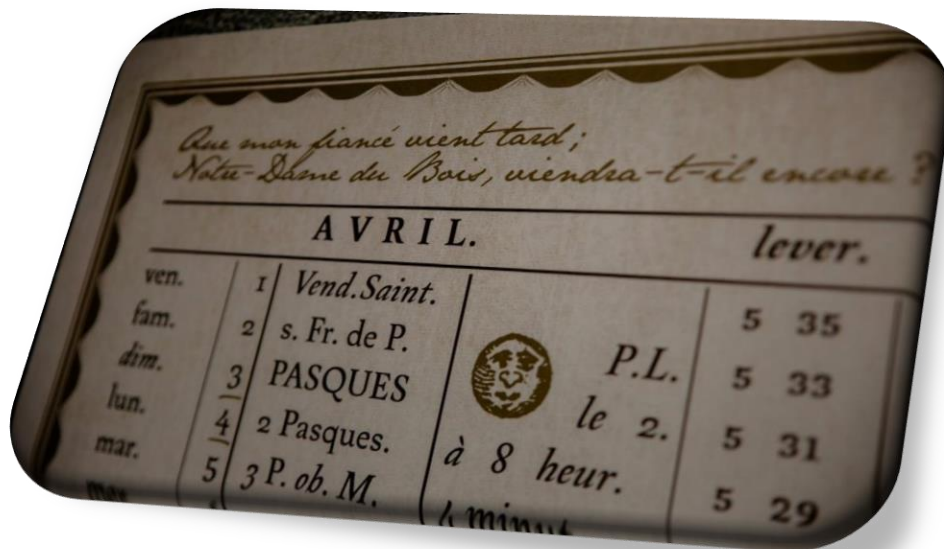 Que mon fiancé vient tard ;
Notre-Dame du Bois, viendra-t-il encore ?
AVRIL. lever.
ven. 1 Vend.Saint. 5 35
fam. 2 s. Fr. de P. P.L. 5 33
dim. 3 PASQUES le 2. 5 31
lun. 4 2 Pasques. à 8 heur. 5 29
mar. 5 3 P. ob. M.